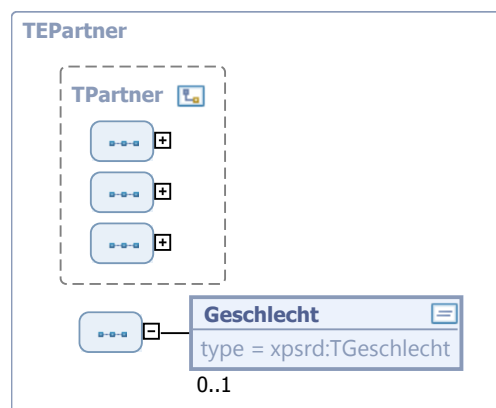 TEPartner
TPartner
Geschlecht
type = xpsrd:TGeschlecht
0..1